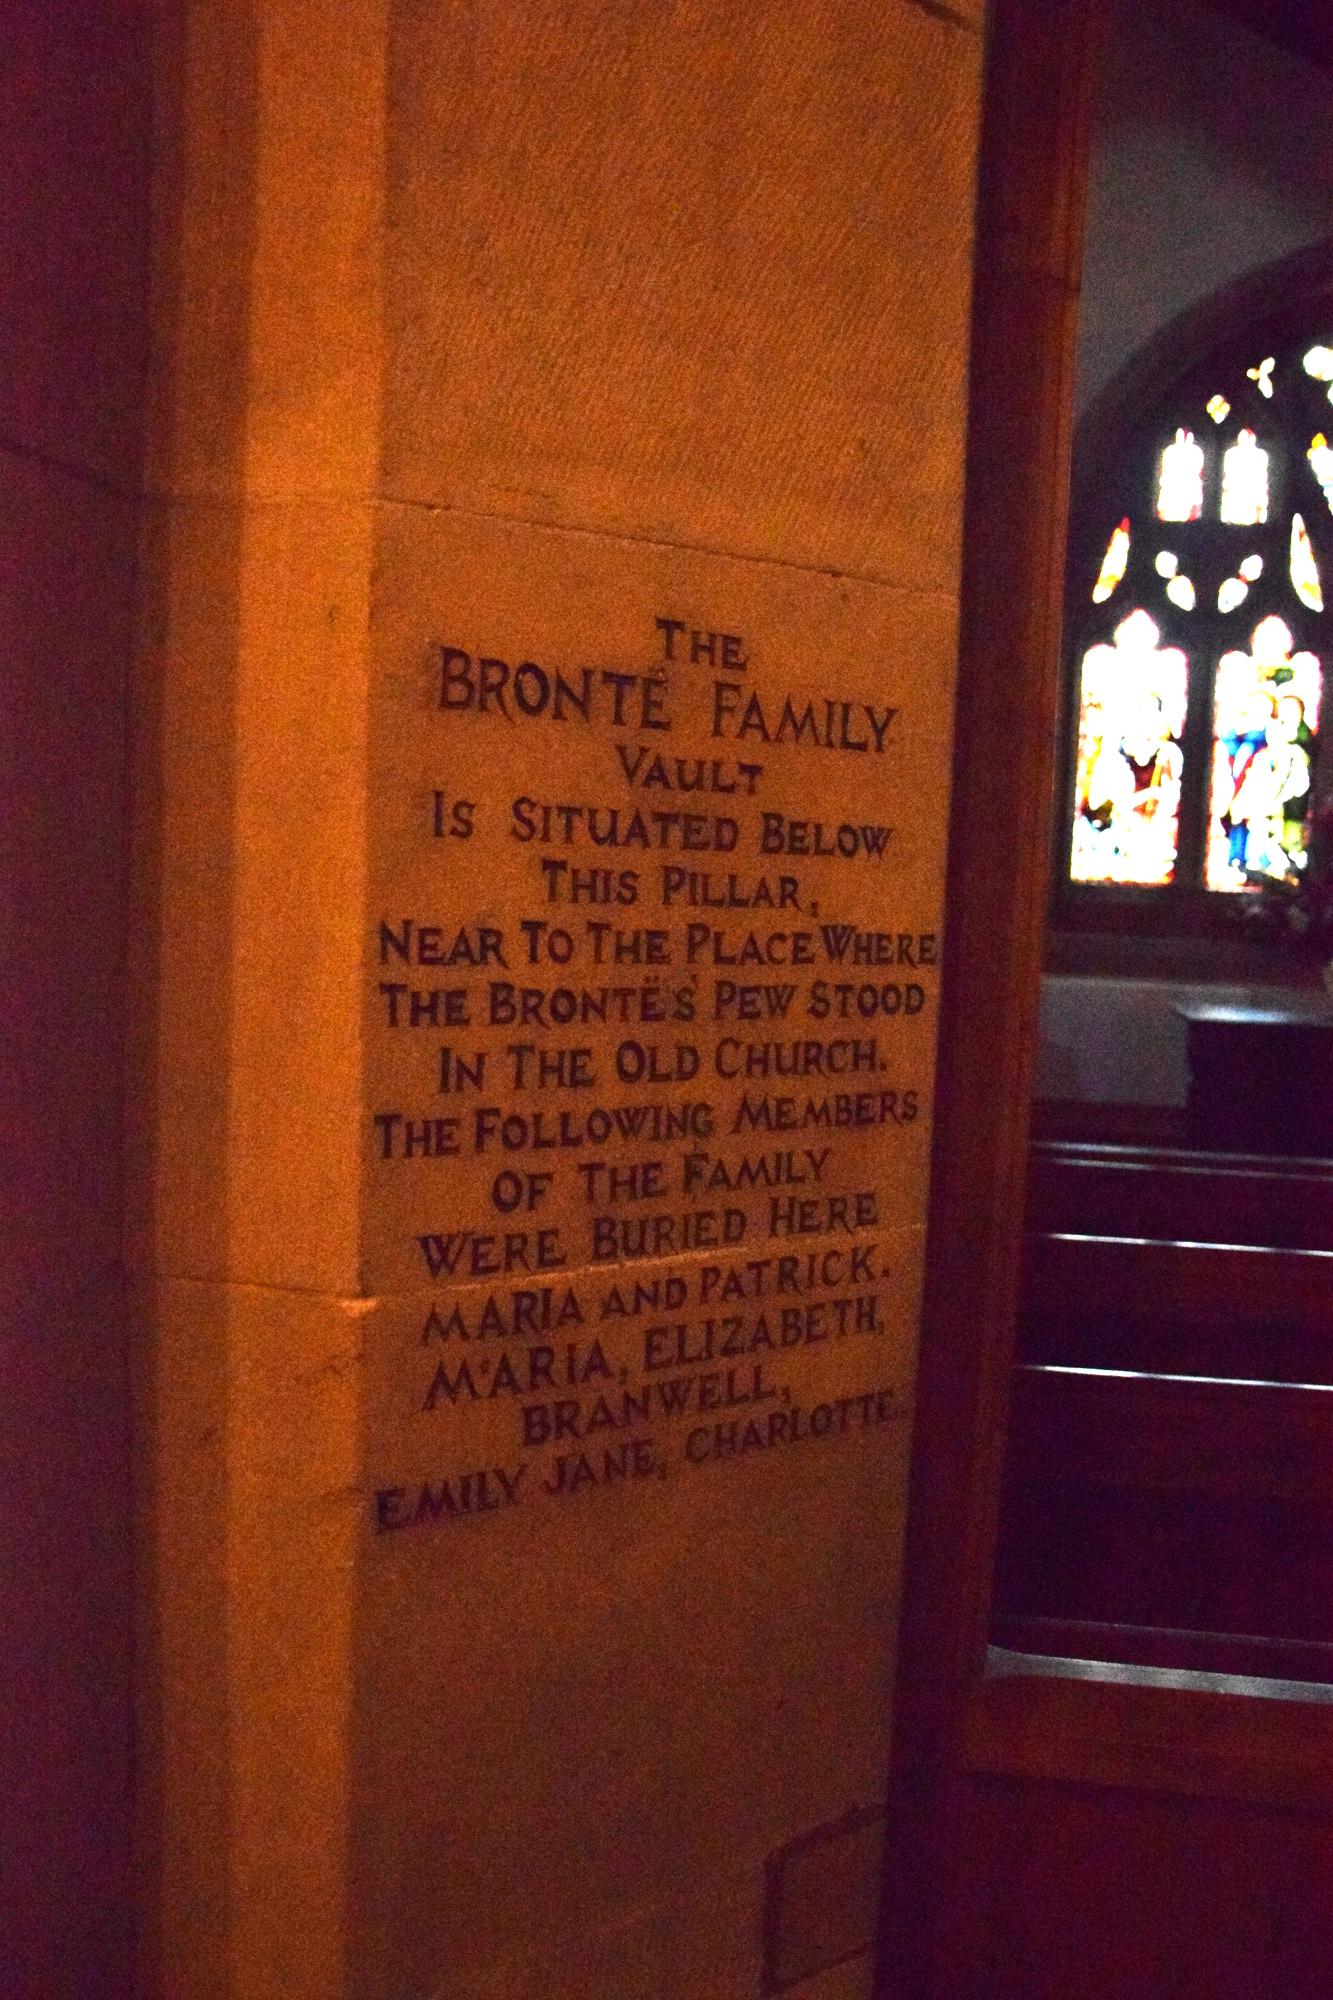 THE
BRONTË FAMILY
VAULT
IS SITUATED BELOW
THIS PILLAR,
NEAR TO THE PLACE WHERE
THE BRONTËS' PEW STOOD
IN THE OLD CHURCH.
THE FOLLOWING MEMBERS
OF THE FAMILY
WERE BURIED HERE
MARIA AND PATRICK.
MARIA, ELIZABETH,
BRANWELL,
EMILY JANE, CHARLOTTE.